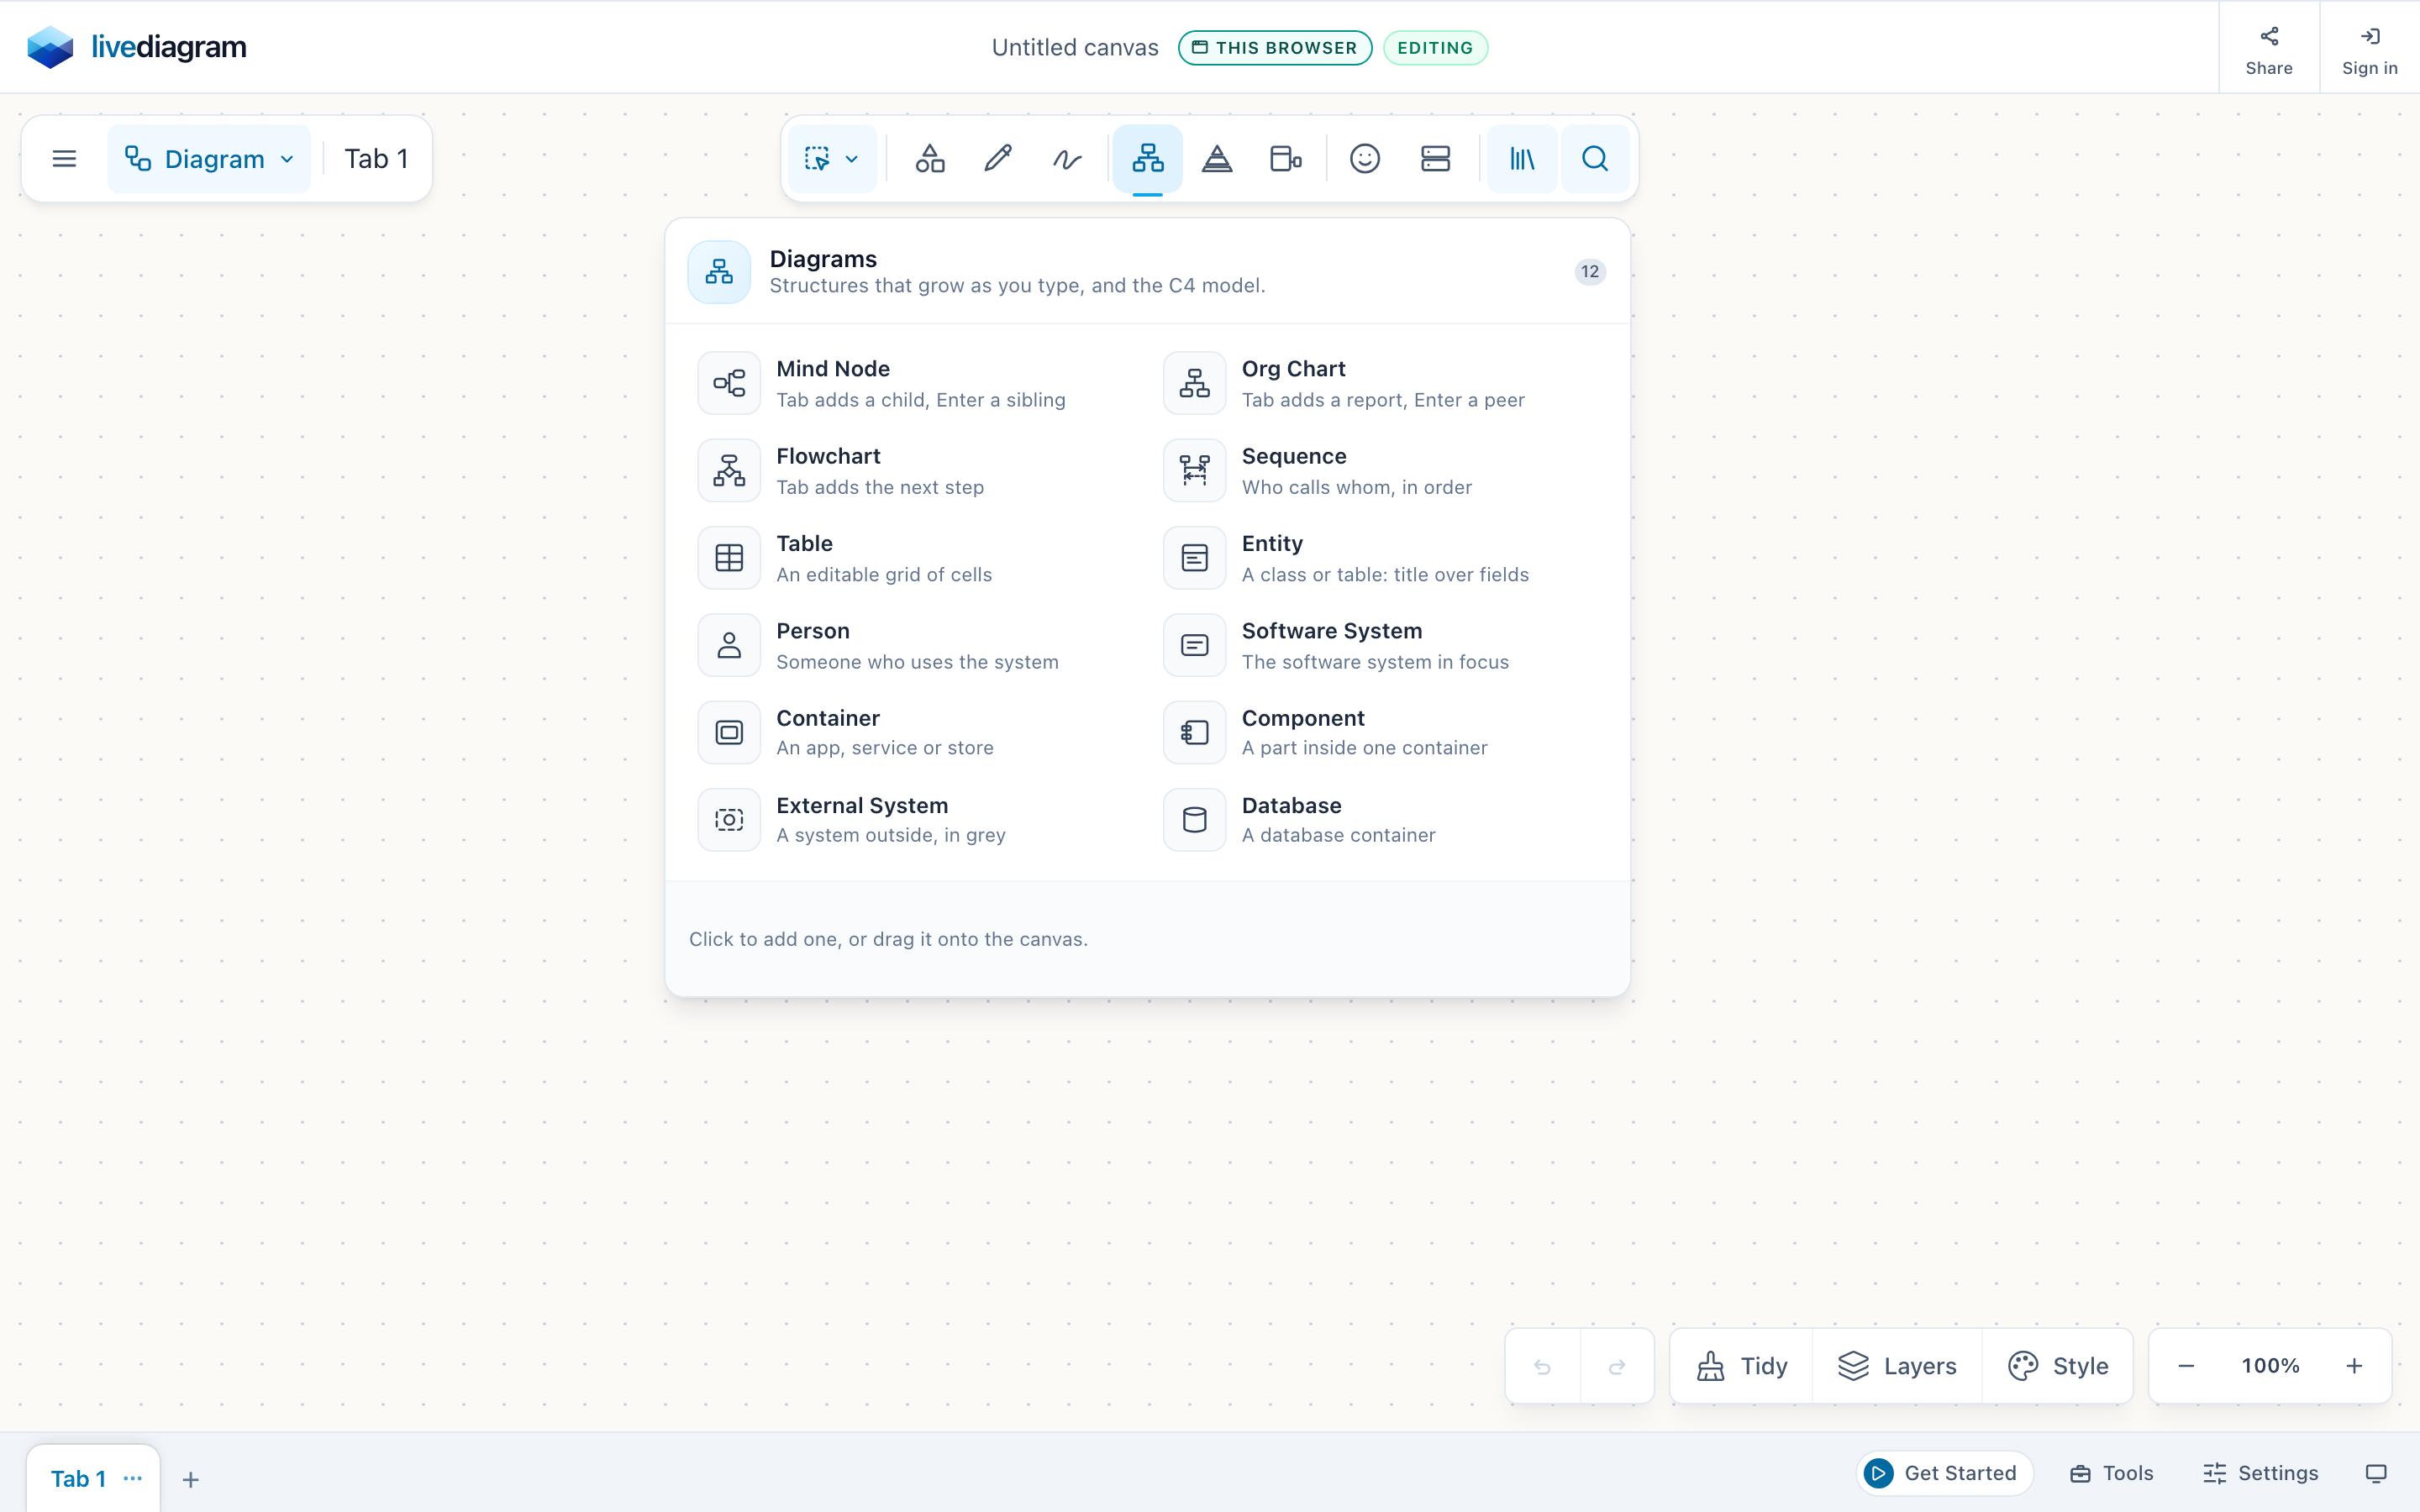 livediagram
Untitled canvas
THIS BROWSER
EDITING
Share
Sign in
Diagram
Tab 1
Diagrams
Structures that grow as you type, and the C4 model.
12
Mind Node
Tab adds a child, Enter a sibling
Org Chart
Tab adds a report, Enter a peer
Flowchart
Tab adds the next step
Sequence
Who calls whom, in order
Table
An editable grid of cells
Entity
A class or table: title over fields
Person
Someone who uses the system
Software System
The software system in focus
Container
An app, service or store
Component
A part inside one container
External System
A system outside, in grey
Database
A database container
Click to add one, or drag it onto the canvas.
Tidy
Layers
Style
100%
Tab 1
Get Started
Tools
Settings